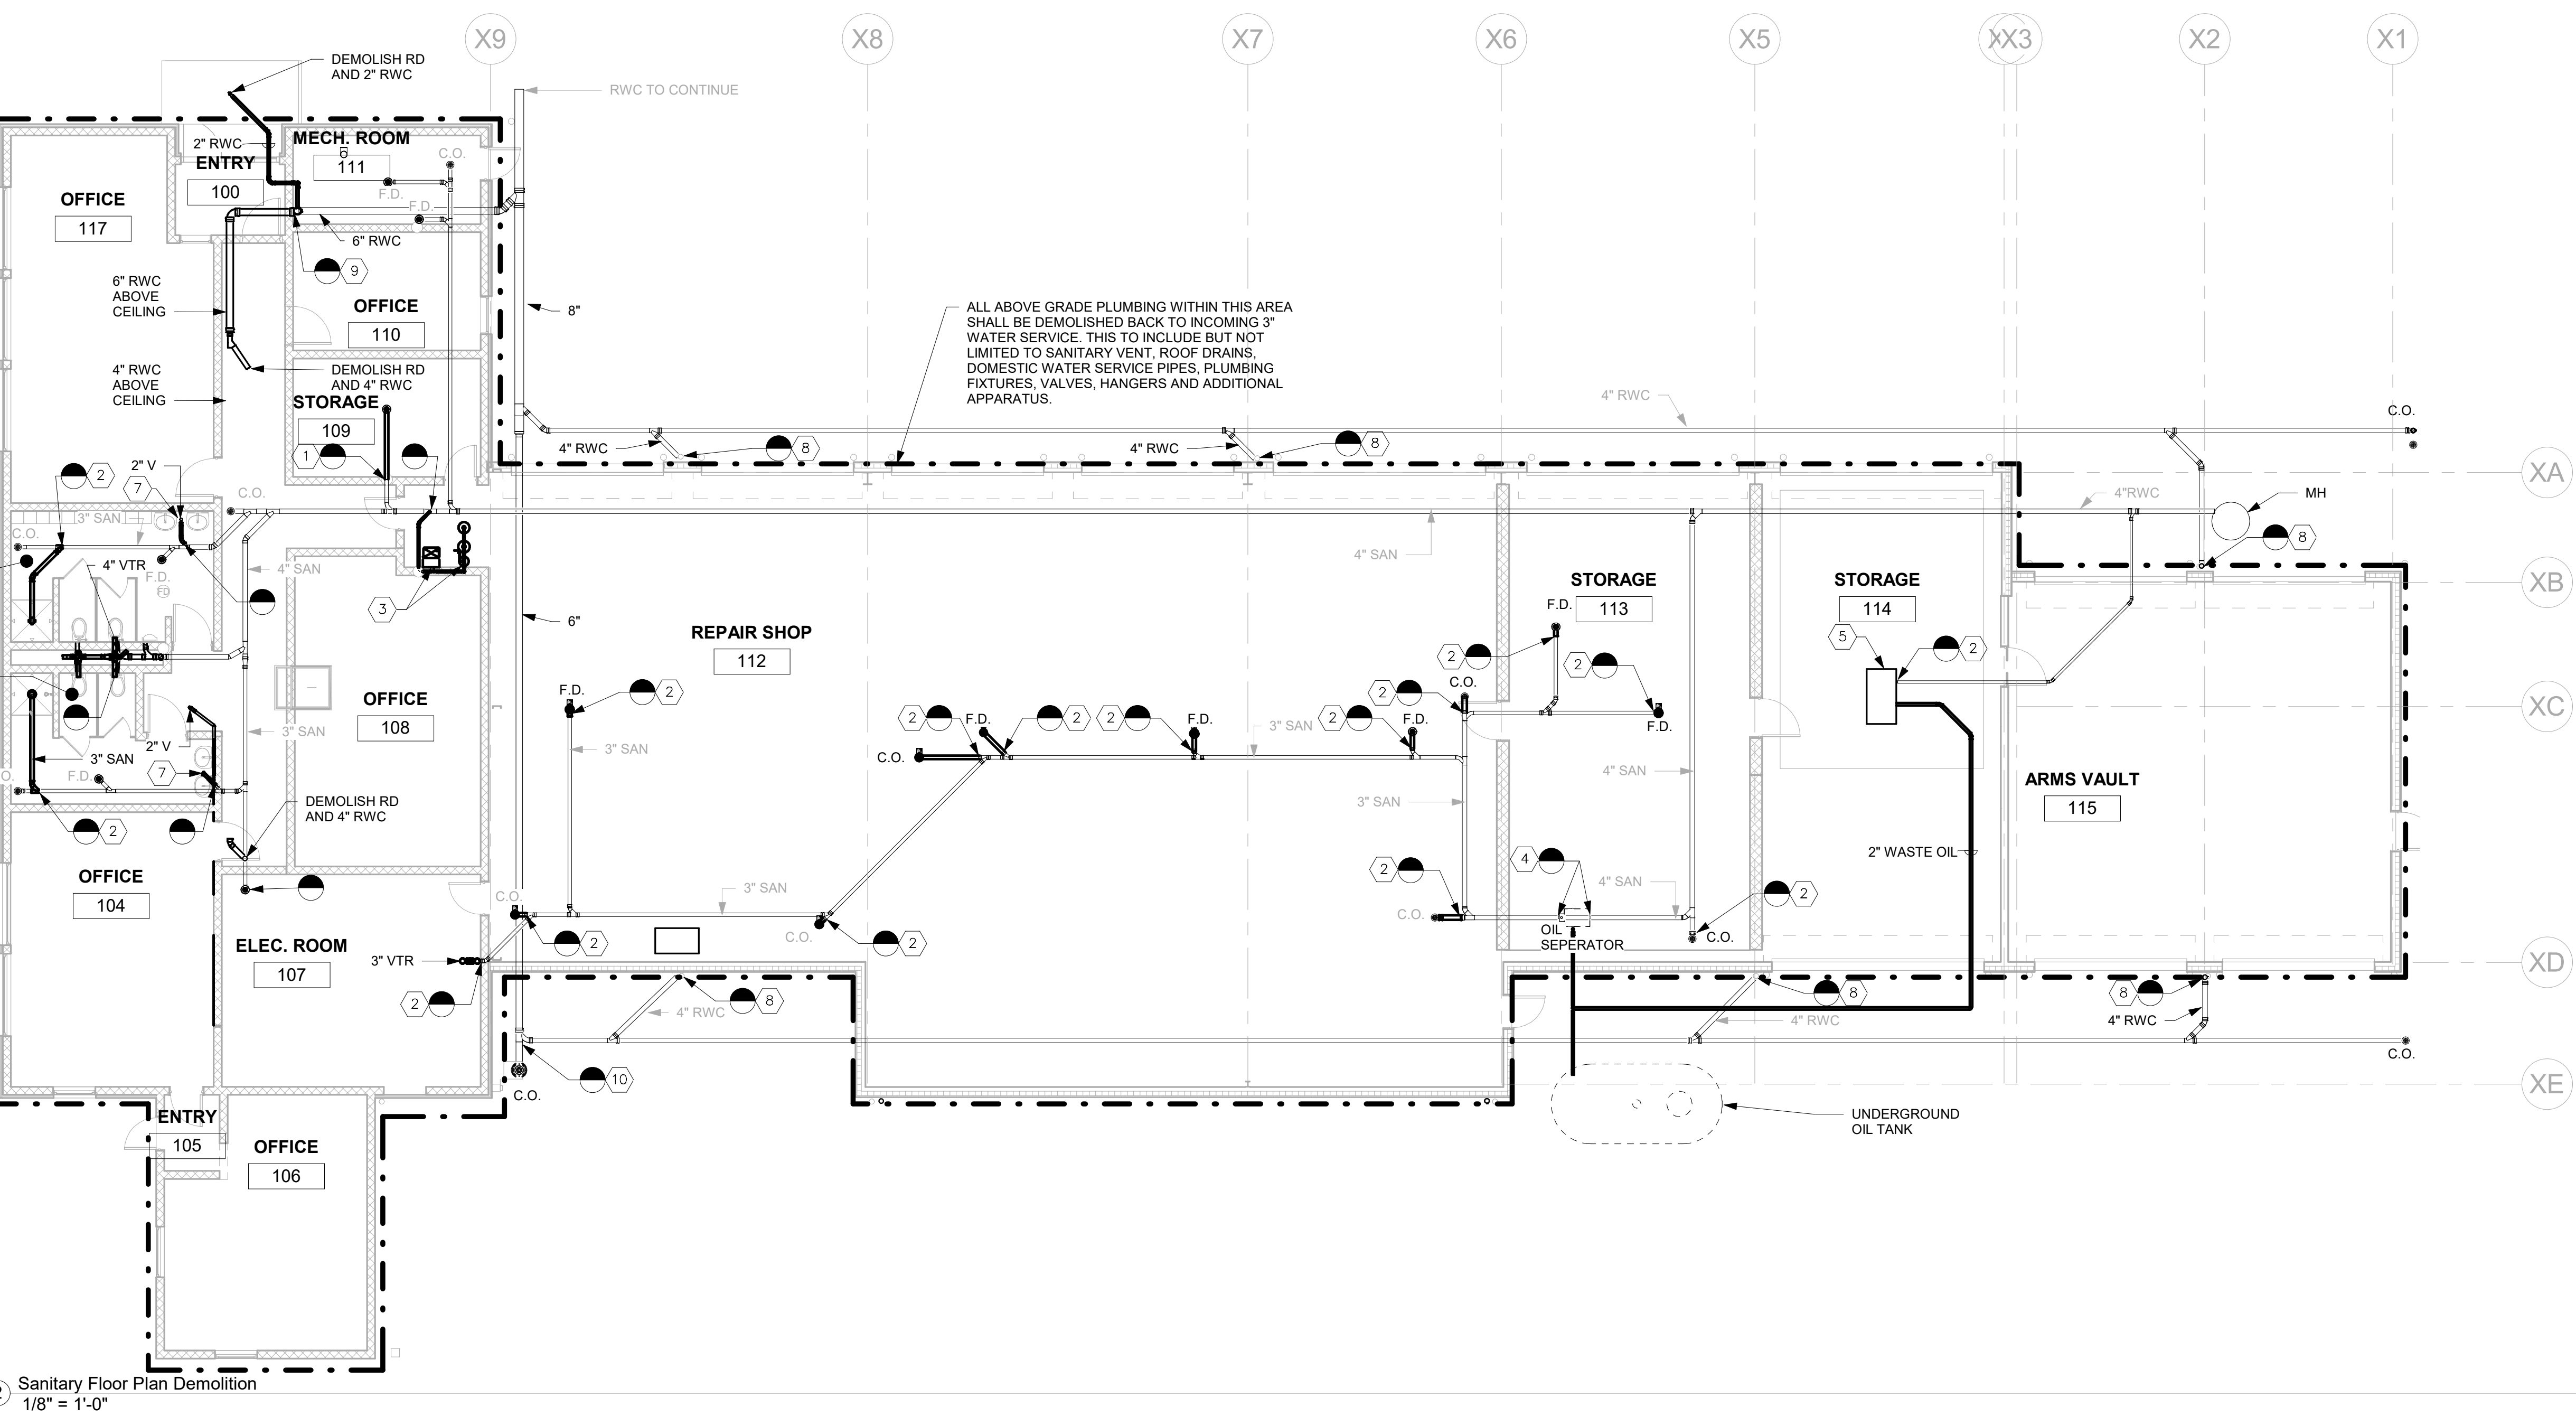 X9
X8
X7
X6
X5
X3
X2
X1
DEMOLISH RD
AND 2" RWC
RWC TO CONTINUE
2" RWC
MECH. ROOM
111
C.O.
ENTRY
100
F.D.
F.D.
OFFICE
117
6" RWC
9
6" RWC
ABOVE
CEILING
OFFICE
110
8"
ALL ABOVE GRADE PLUMBING WITHIN THIS AREA
SHALL BE DEMOLISHED BACK TO INCOMING 3"
WATER SERVICE. THIS TO INCLUDE BUT NOT
LIMITED TO SANITARY VENT, ROOF DRAINS,
DOMESTIC WATER SERVICE PIPES, PLUMBING
FIXTURES, VALVES, HANGERS AND ADDITIONAL
APPARATUS.
4" RWC
ABOVE
CEILING
DEMOLISH RD
AND 4" RWC
STORAGE
109
1
4" RWC
8
4" RWC
8
4" RWC
C.O.
XA
2
2" V
7
C.O.
3" SAN
C.O.
4" VTR
F.D.
FD
4" SAN
3
4" SAN
4"RWC
MH
8
XB
6"
REPAIR SHOP
112
STORAGE
113
F.D.
STORAGE
114
5
2
2
2
OFFICE
108
F.D.
2
2
F.D.
2
2
F.D.
2
F.D.
2
C.O.
F.D.
XC
2" V
3" SAN
3" SAN
3" SAN
C.O.
3" SAN
4" SAN
ARMS VAULT
115
7
O.
F.D.
3" SAN
DEMOLISH RD
AND 4" RWC
2
OFFICE
104
2
4
4" SAN
2
2" WASTE OIL
3" SAN
C.O.
C.O.
2
2
C.O.
OIL
SEPERATOR
C.O.
ELEC. ROOM
107
3" VTR
2
XD
8
4" RWC
8
4" RWC
8
4" RWC
C.O.
10
C.O.
XE
ENTRY
105
OFFICE
106
UNDERGROUND
OIL TANK
Sanitary Floor Plan Demolition
1/8" = 1'-0"